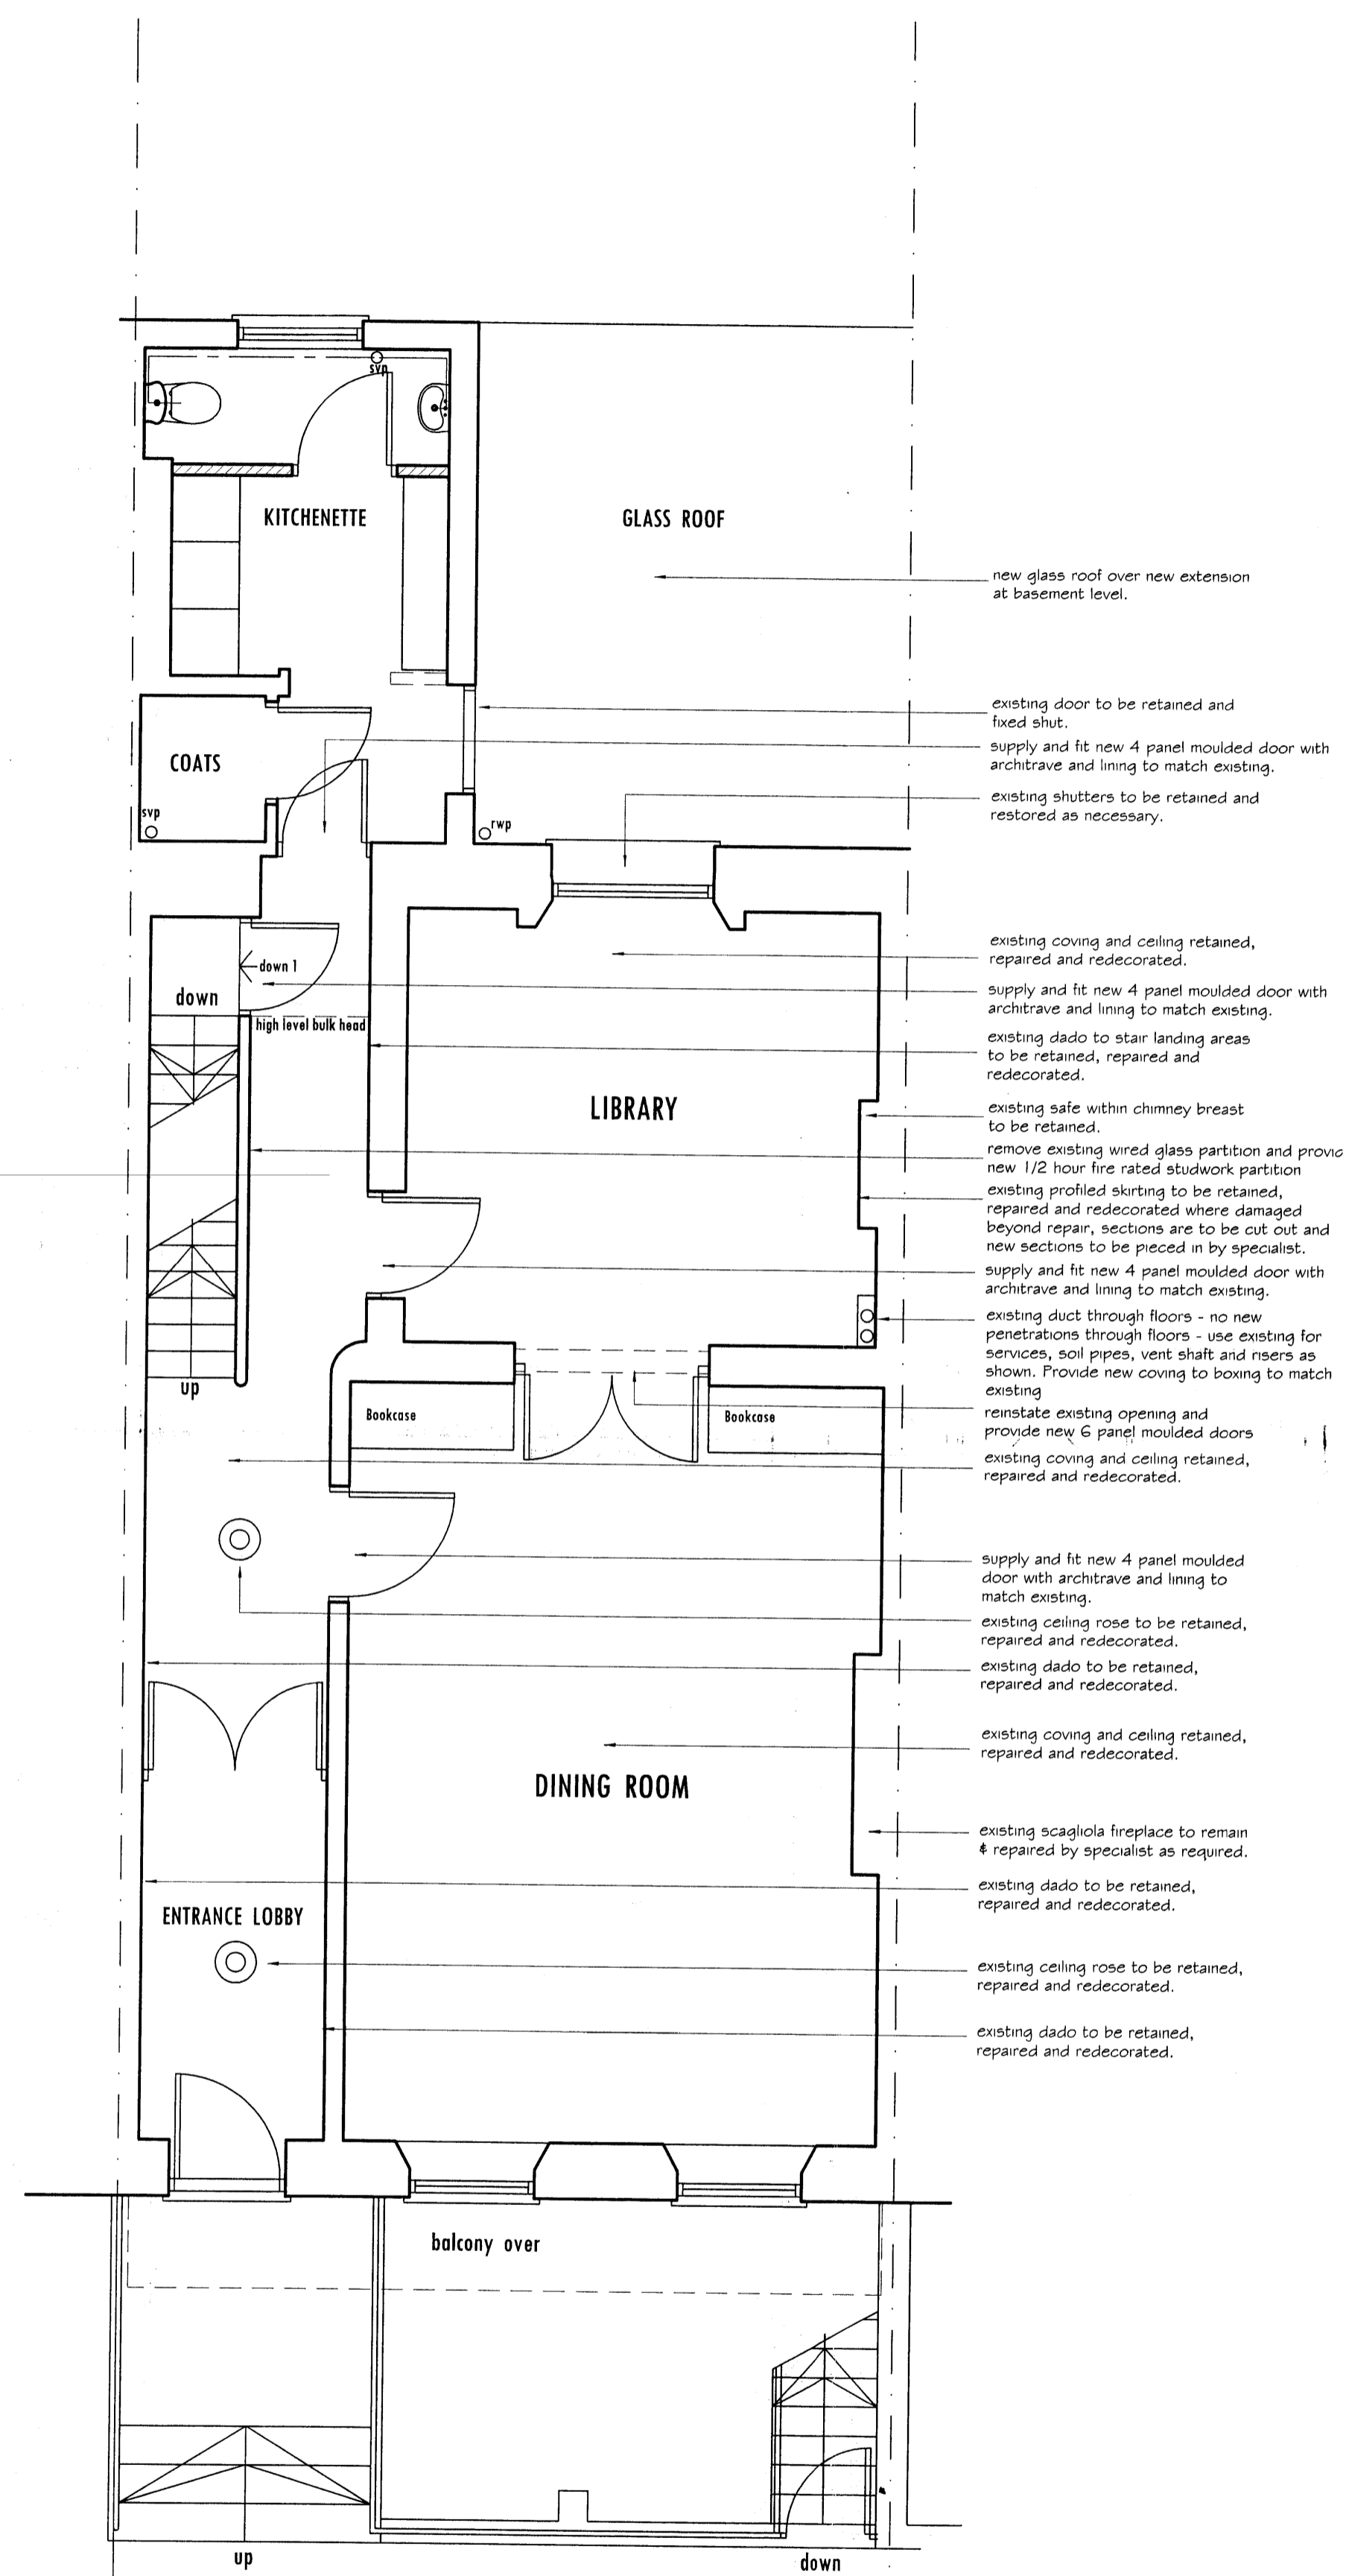 svp
KITCHENETTE
GLASS ROOF
new glass roof over new extension
at basement level.
existing door to be retained and
fixed shut.
supply and fit new 4 panel moulded door with
architrave and lining to match existing.
COATS
existing shutters to be retained and
restored as necessary.
svp
rwp
existing coving and ceiling retained,
repaired and redecorated.
down 1
down
supply and fit new 4 panel moulded door with
architrave and lining to match existing.
high level bulk head
existing dado to stair landing areas
to be retained, repaired and
redecorated.
LIBRARY
existing safe within chimney breast
to be retained.
remove existing wired glass partition and provic
new 1/2 hour fire rated studwork partition
existing profiled skirting to be retained,
repaired and redecorated where damaged
beyond repair, sections are to be cut out and
new sections to be pieced in by specialist.
supply and fit new 4 panel moulded door with
architrave and lining to match existing.
existing duct through floors - no new
penetrations through floors - use existing for
services, soil pipes, vent shaft and risers as
shown. Provide new coving to boxing to match
existing
up
Bookcase
Bookcase
reinstate existing opening and
provide new 6 panel moulded doors
existing coving and ceiling retained,
repaired and redecorated.
supply and fit new 4 panel moulded
door with architrave and lining to
match existing.
existing ceiling rose to be retained,
repaired and redecorated.
existing dado to be retained,
repaired and redecorated.
existing coving and ceiling retained,
repaired and redecorated.
DINING ROOM
existing scagliola fireplace to remain
& repaired by specialist as required.
existing dado to be retained,
repaired and redecorated.
ENTRANCE LOBBY
existing ceiling rose to be retained,
repaired and redecorated.
existing dado to be retained,
repaired and redecorated.
balcony over
up
down